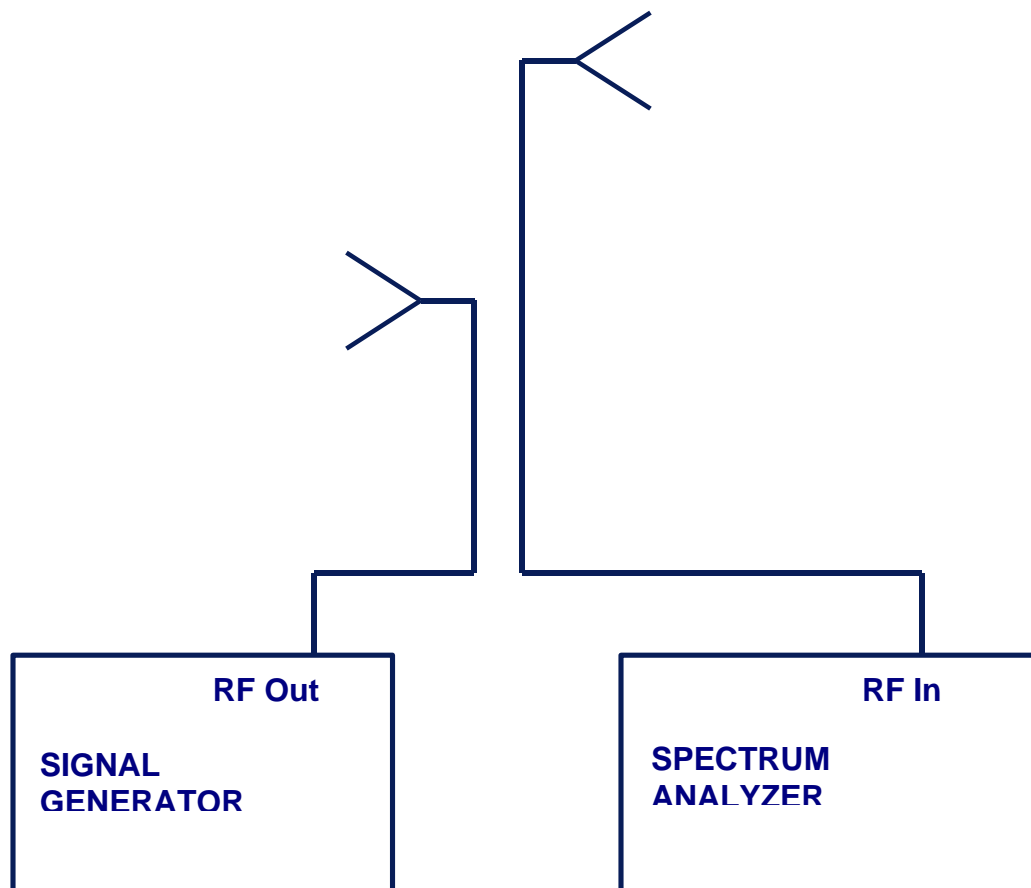 RF Out
RF In
SIGNAL
GENERATOR
SPECTRUM
ANALYZER